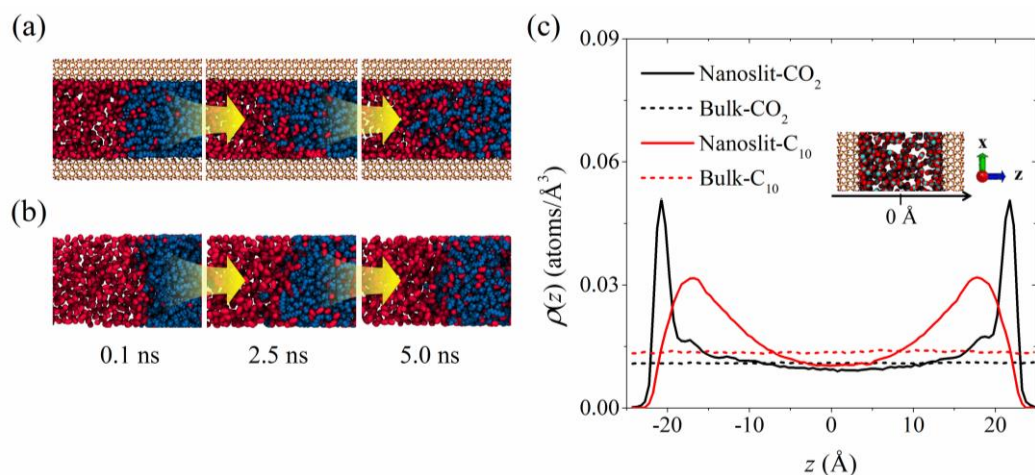 (a)
(b)
0.1 ns
2.5 ns
5.0 ns
(c)
0.09
0.06
0.03
0.00
ρ(z) (atoms/Å³)
Nanoslit-CO₂
Bulk-CO₂
Nanoslit-C₁₀
Bulk-C₁₀
x
z
0 Å
-20
-10
0
10
20
z (Å)